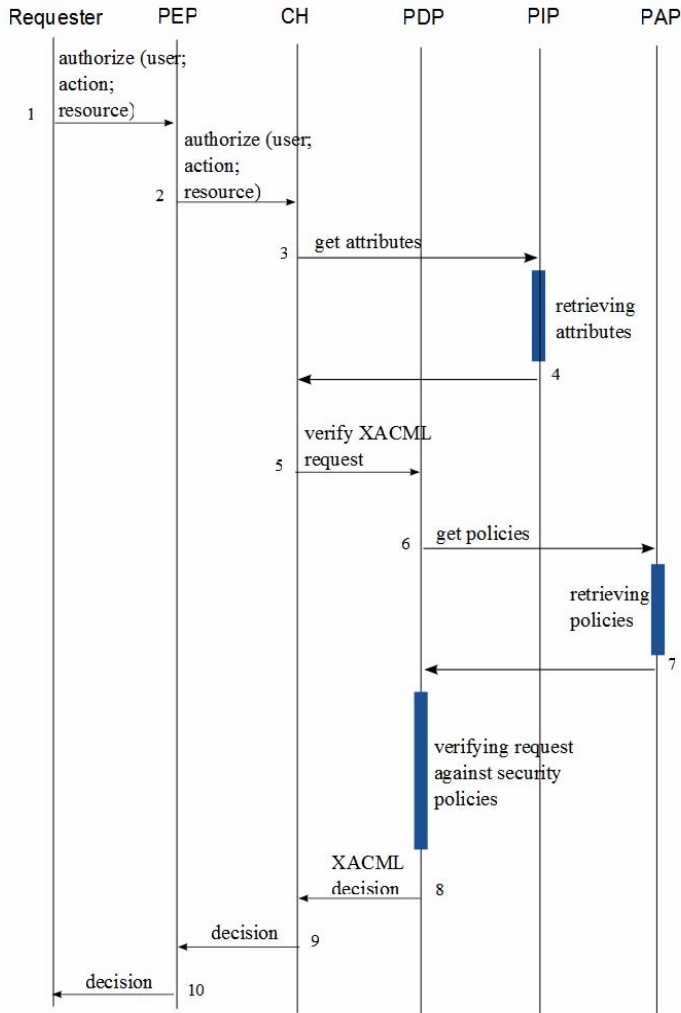 Requester PEP CH PDP PIP PAP
authorize (user;
action;
resource)
1
authorize (user;
action;
resource)
2
get attributes
3
retrieving
attributes
4
verify XACML
request
5
get policies
6
retrieving
policies
7
verifying request
against security
policies
XACML
decision
8
decision
9
decision
10